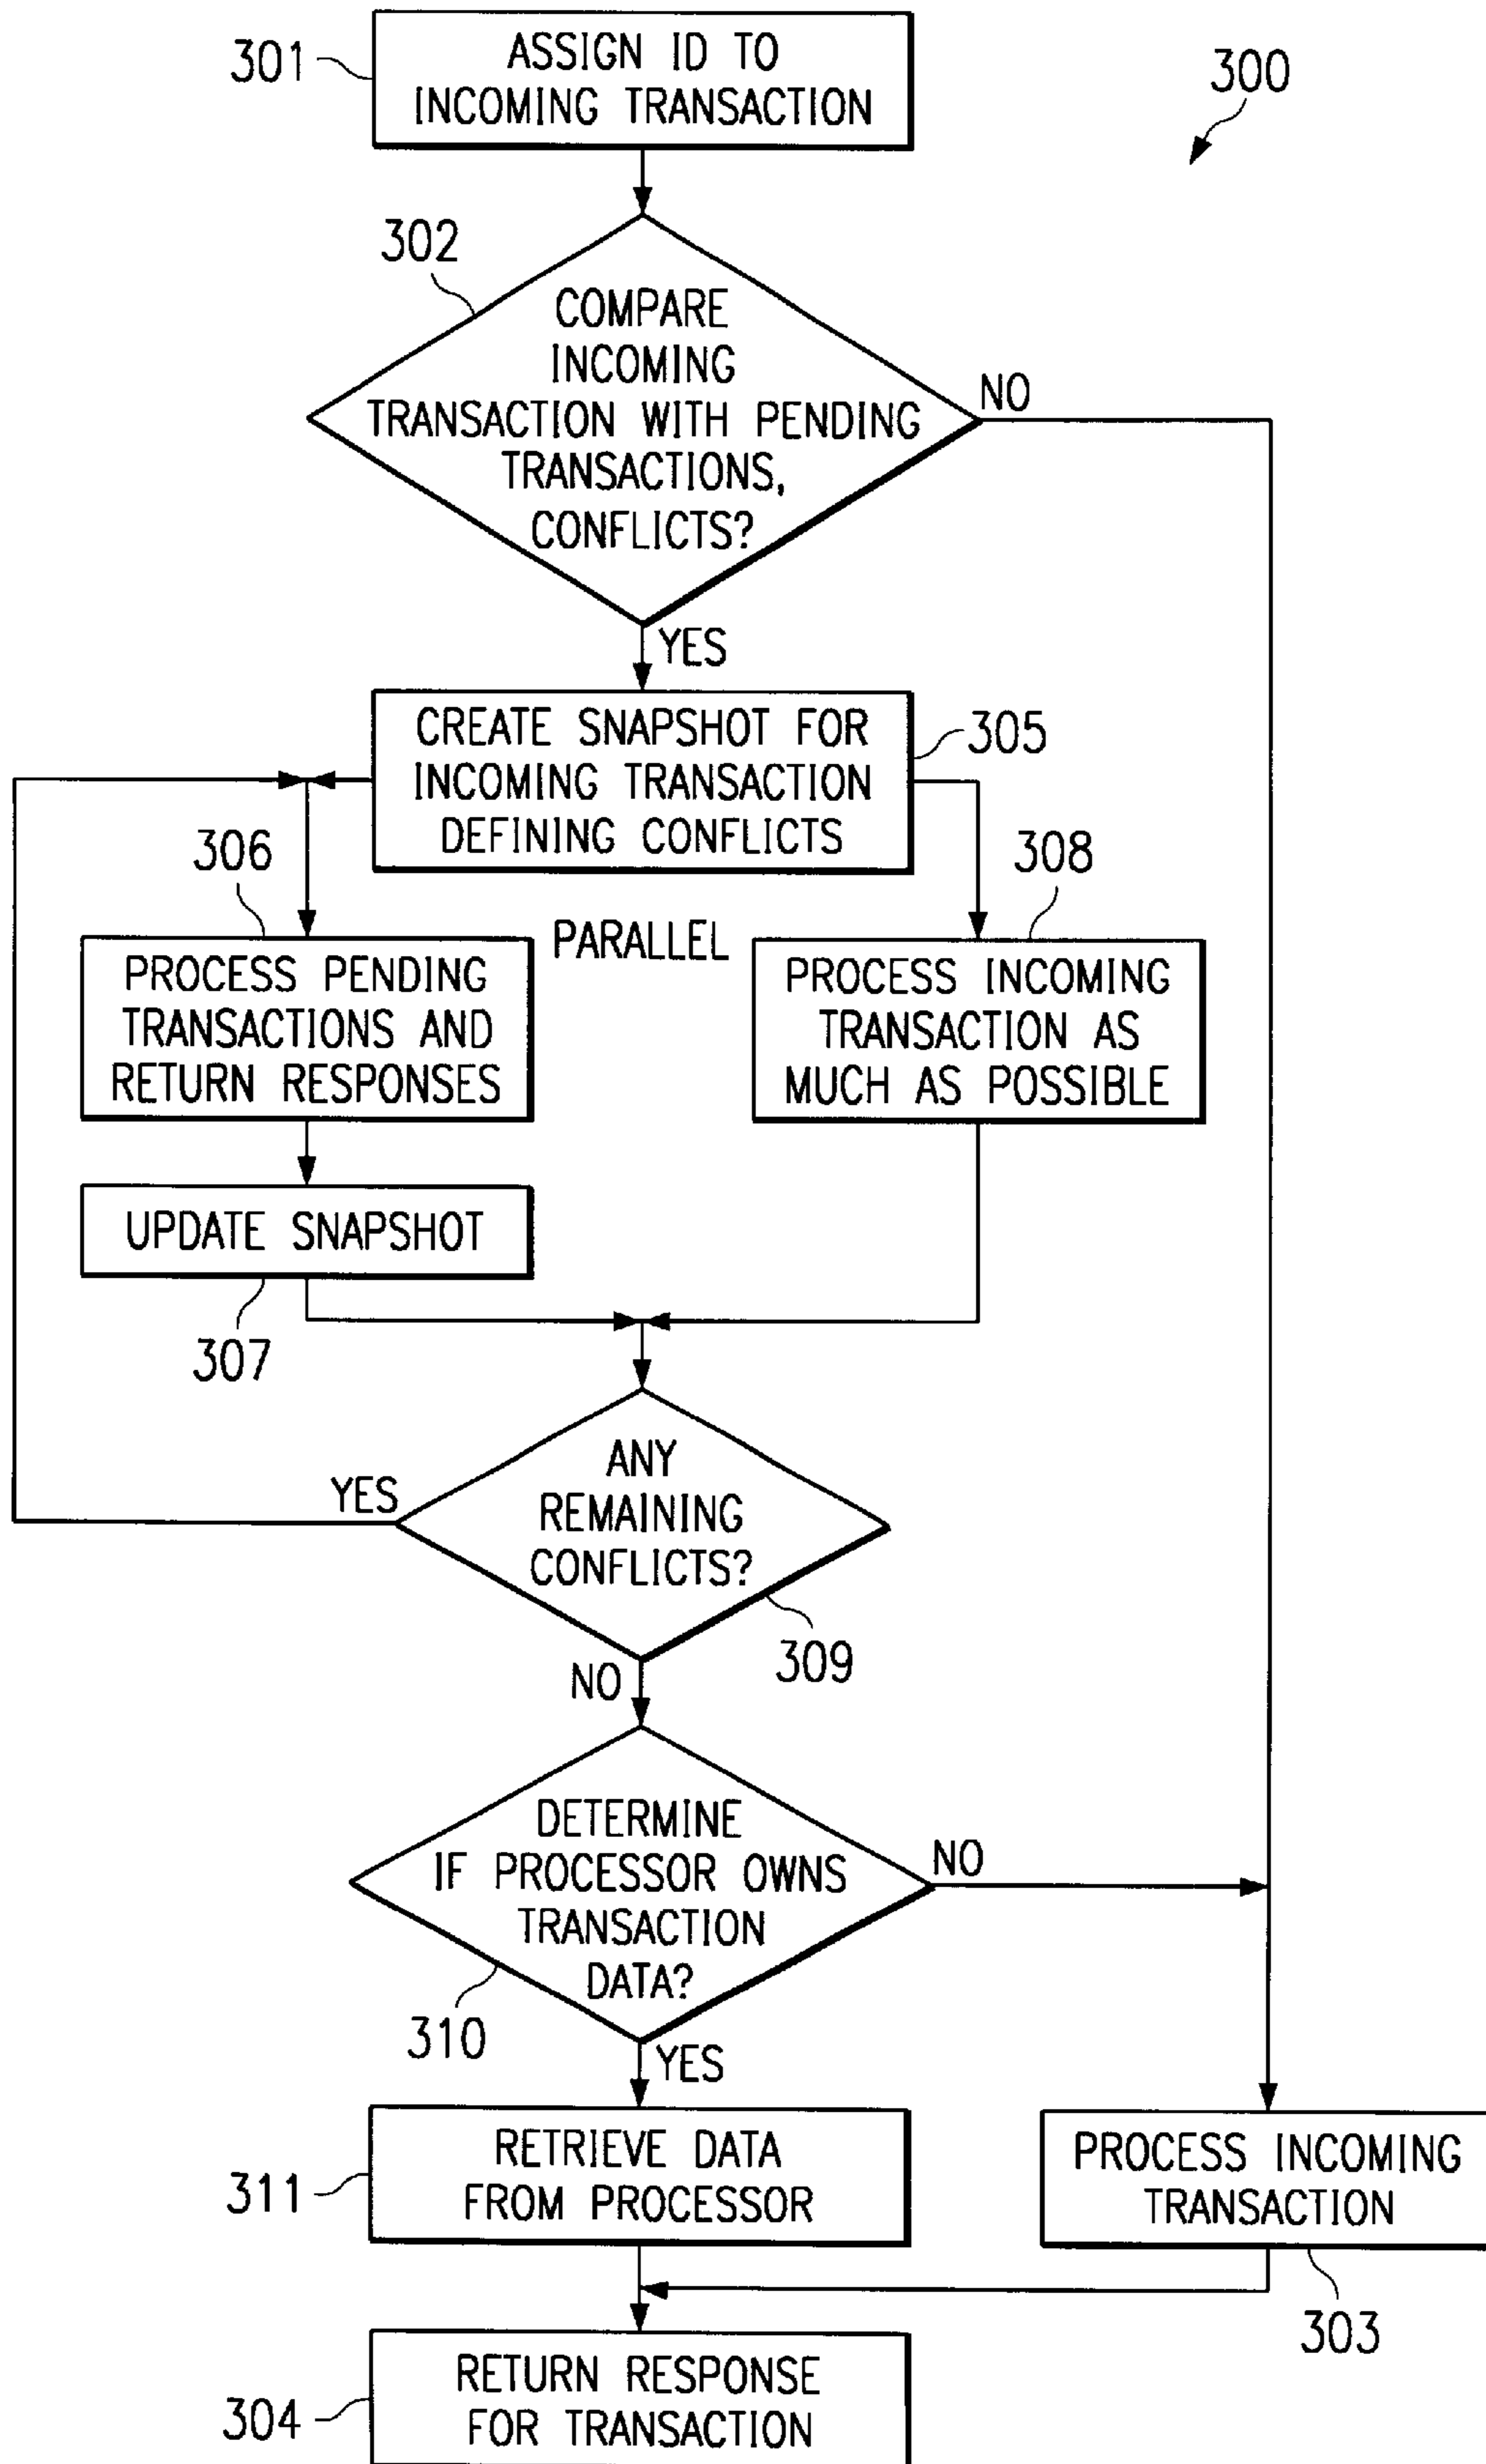 301
ASSIGN ID TO
INCOMING TRANSACTION
300
302
COMPARE
INCOMING
TRANSACTION WITH PENDING
TRANSACTIONS,
CONFLICTS?
NO
YES
CREATE SNAPSHOT FOR
INCOMING TRANSACTION
DEFINING CONFLICTS
305
306
PARALLEL
308
PROCESS PENDING
TRANSACTIONS AND
RETURN RESPONSES
PROCESS INCOMING
TRANSACTION AS
MUCH AS POSSIBLE
UPDATE SNAPSHOT
307
ANY
REMAINING
CONFLICTS?
YES
309
NO
DETERMINE
IF PROCESSOR OWNS
TRANSACTION
DATA?
NO
310
YES
311
RETRIEVE DATA
FROM PROCESSOR
PROCESS INCOMING
TRANSACTION
303
304
RETURN RESPONSE
FOR TRANSACTION